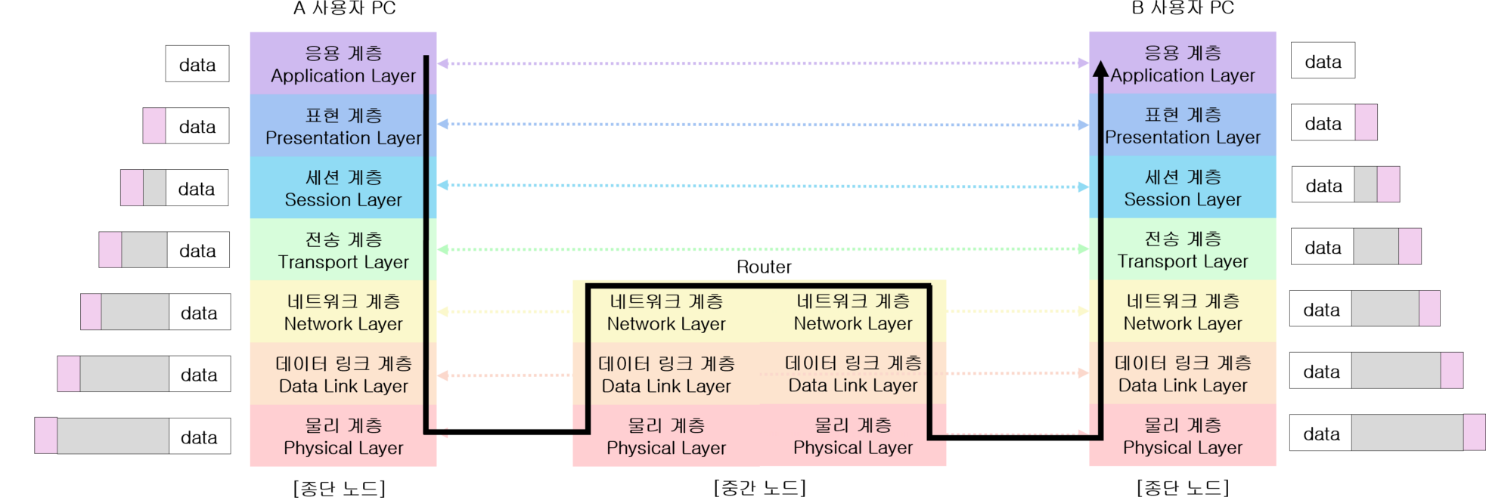 A 사용자 PC
B 사용자 PC
data
응용 계층
Application Layer
응용 계층
Application Layer
data
data
표현 계층
Presentation Layer
표현 계층
Presentation Layer
data
data
세션 계층
Session Layer
세션 계층
Session Layer
data
data
전송 계층
Transport Layer
Router
전송 계층
Transport Layer
data
data
네트워크 계층
Network Layer
네트워크 계층
Network Layer
네트워크 계층
Network Layer
네트워크 계층
Network Layer
data
data
데이터 링크 계층
Data Link Layer
데이터 링크 계층
Data Link Layer
데이터 링크 계층
Data Link Layer
데이터 링크 계층
Data Link Layer
data
data
물리 계층
Physical Layer
물리 계층
Physical Layer
물리 계층
Physical Layer
물리 계층
Physical Layer
data
[종단 노드]
[중간 노드]
[종단 노드]